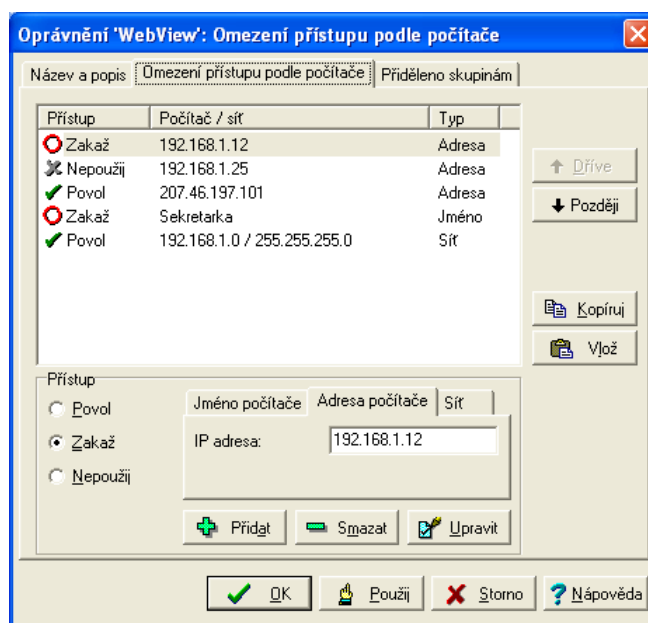 Oprávnění 'WebView': Omezení přístupu podle počítače
Název a popis Omezení přístupu podle počítače Přiděleno skupinám
Přístup Počítač / síť Typ
Zakaž 192.168.1.12 Adresa
Nepoužij 192.168.1.25 Adresa
Povol 207.46.197.101 Adresa
Zakaž Sekretarka Jméno
Povol 192.168.1.0 / 255.255.255.0 Síť
Dříve
Později
Kopíruj
Vlož
Přístup
Povol
Zakaž
Nepoužij
Jméno počítače Adresa počítače Síť
IP adresa: 192.168.1.12
Přidat Smazat Upravit
OK Použij Storno Nápověda